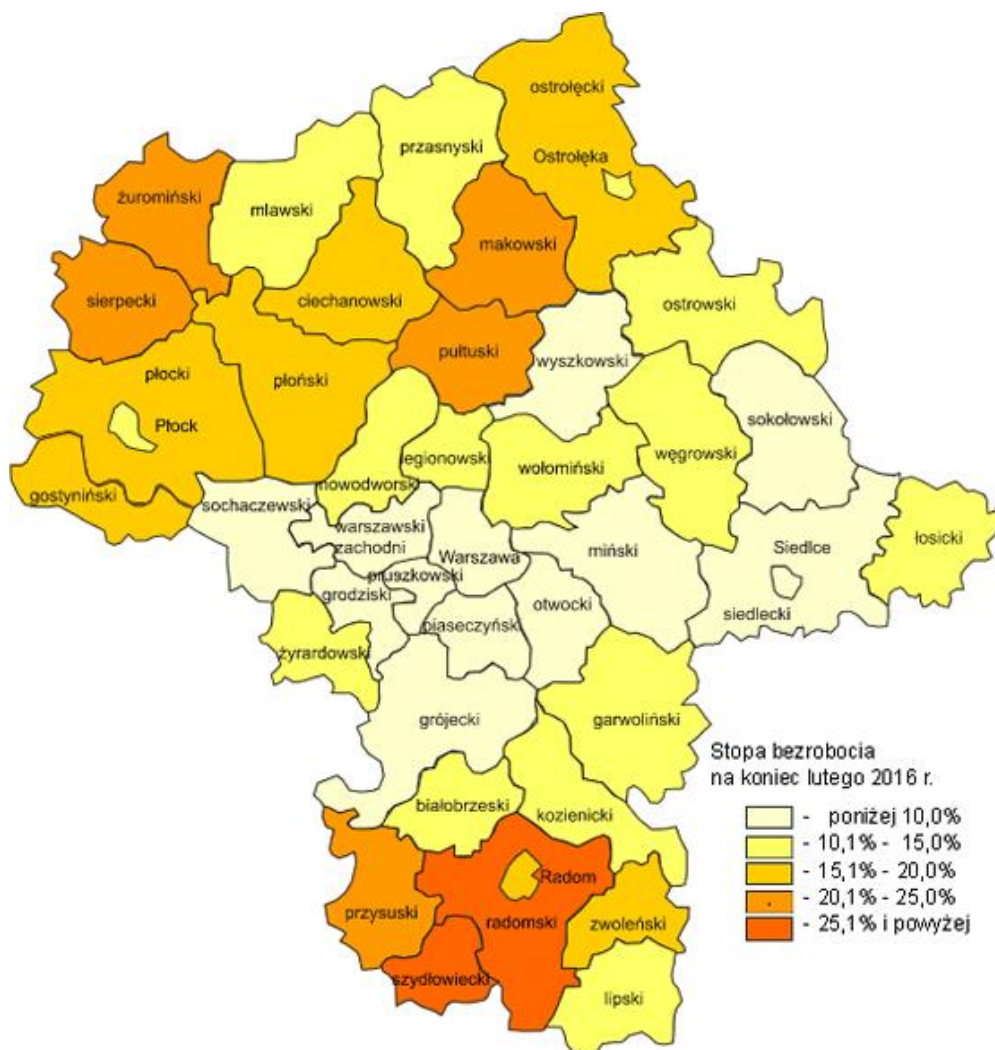 ostrołęcki
przasnyski
Ostrołęka
żuromiński
mlawski
makowski
sierpecki
ciechanowski
ostrowski
pułtuski
wyszkowski
płocki
płoński
sokołowski
Płock
legionowski
wołomiński
węgrowski
nowodworski
gostyniński
sochaczewski
warszawski
zachodni
Warszawa
miński
Siedlce
łosicki
pruszkowski
grodziski
otwocki
siedlecki
piaseczyński
żyrardowski
grójecki
garwoliński
Stopa bezrobocia
na koniec lutego 2016 r.
białobrzeski
kozienicki
- poniżej 10,0%
- 10,1% - 15,0%
- 15,1% - 20,0%
- 20,1% - 25,0%
- 25,1% i powyżej
Radom
przysuski
radomski
zwoleński
szydłowiecki
lipski